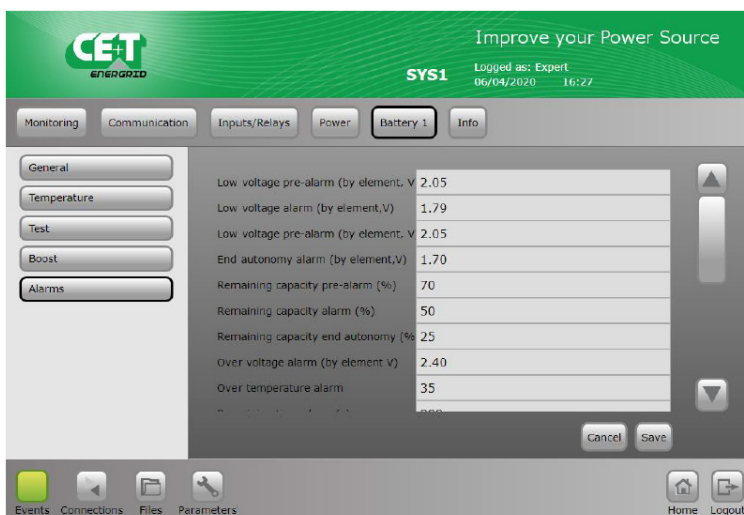 CE+T
ENERGRID
Improve your Power Source
SYS1
Logged as: Expert
06/04/2020 16:27
Monitoring
Communication
Inputs/Relays
Power
Battery 1
Info
General
Temperature
Test
Boost
Alarms
Low voltage pre-alarm (by element, V 2.05
Low voltage alarm (by element,V) 1.79
Low voltage pre-alarm (by element, V 2.05
End autonomy alarm (by element,V) 1.70
Remaining capacity pre-alarm (%) 70
Remaining capacity alarm (%) 50
Remaining capacity end autonomy (% 25
Over voltage alarm (by element V) 2.40
Over temperature alarm 35
Cancel
Save
Events
Connections
Files
Parameters
Home
Logout